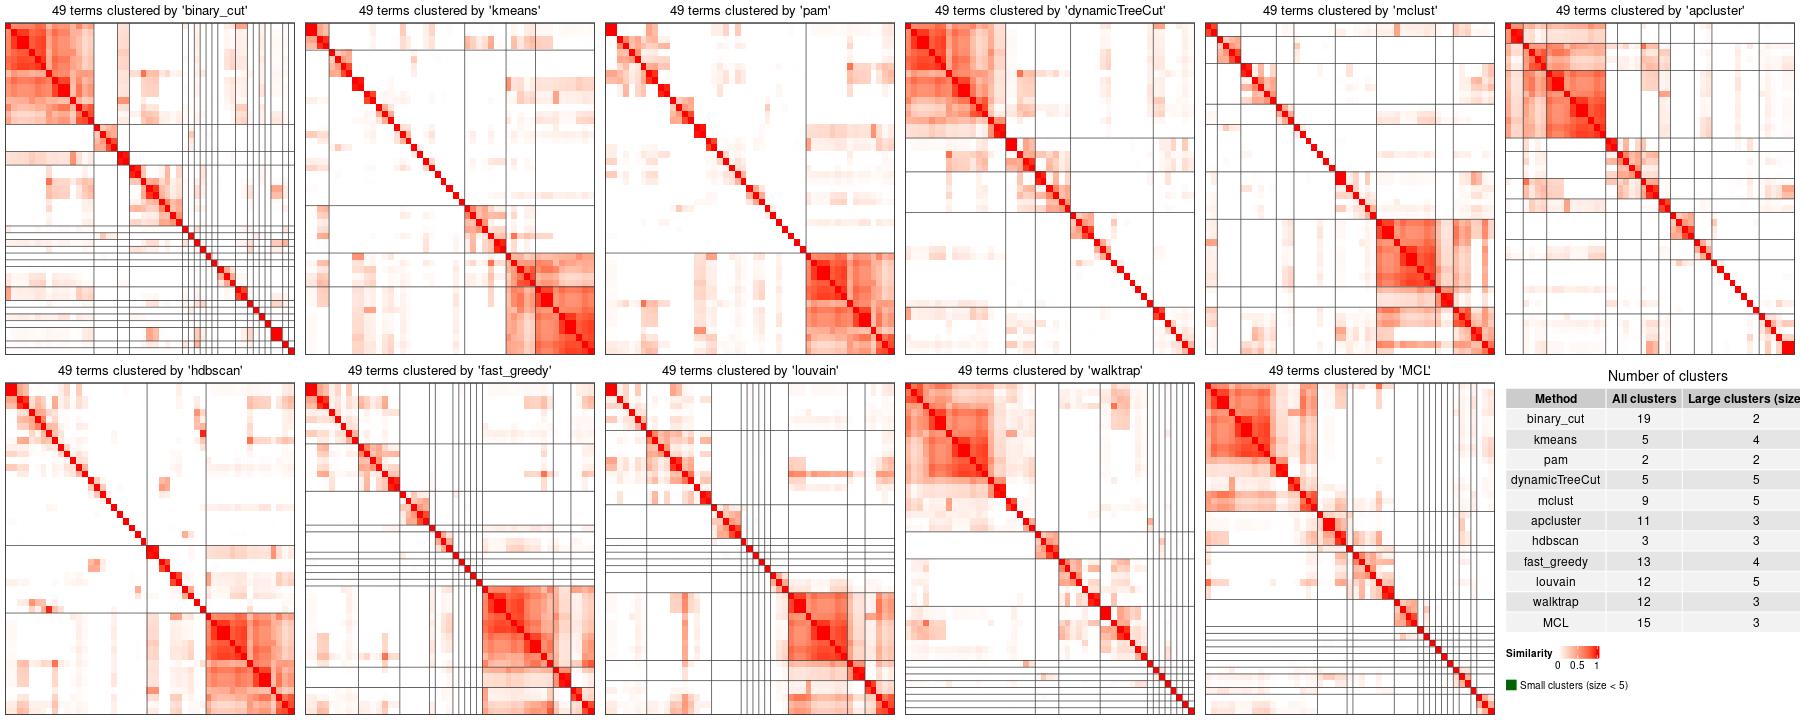 49 terms clustered by 'binary_cut'
49 terms clustered by 'kmeans'
49 terms clustered by 'pam'
49 terms clustered by 'dynamicTreeCut'
49 terms clustered by 'mclust'
49 terms clustered by 'apcluster'
49 terms clustered by 'hdbscan'
49 terms clustered by 'fast_greedy'
49 terms clustered by 'louvain'
49 terms clustered by 'walktrap'
49 terms clustered by 'MCL'
Number of clusters
Method All clusters Large clusters (size
binary_cut 19 2
kmeans 5 4
pam 2 2
dynamicTreeCut 5 5
mclust 9 5
apcluster 11 3
hdbscan 3 3
fast_greedy 13 4
louvain 12 5
walktrap 12 3
MCL 15 3
Similarity
0 0.5 1
Small clusters (size < 5)